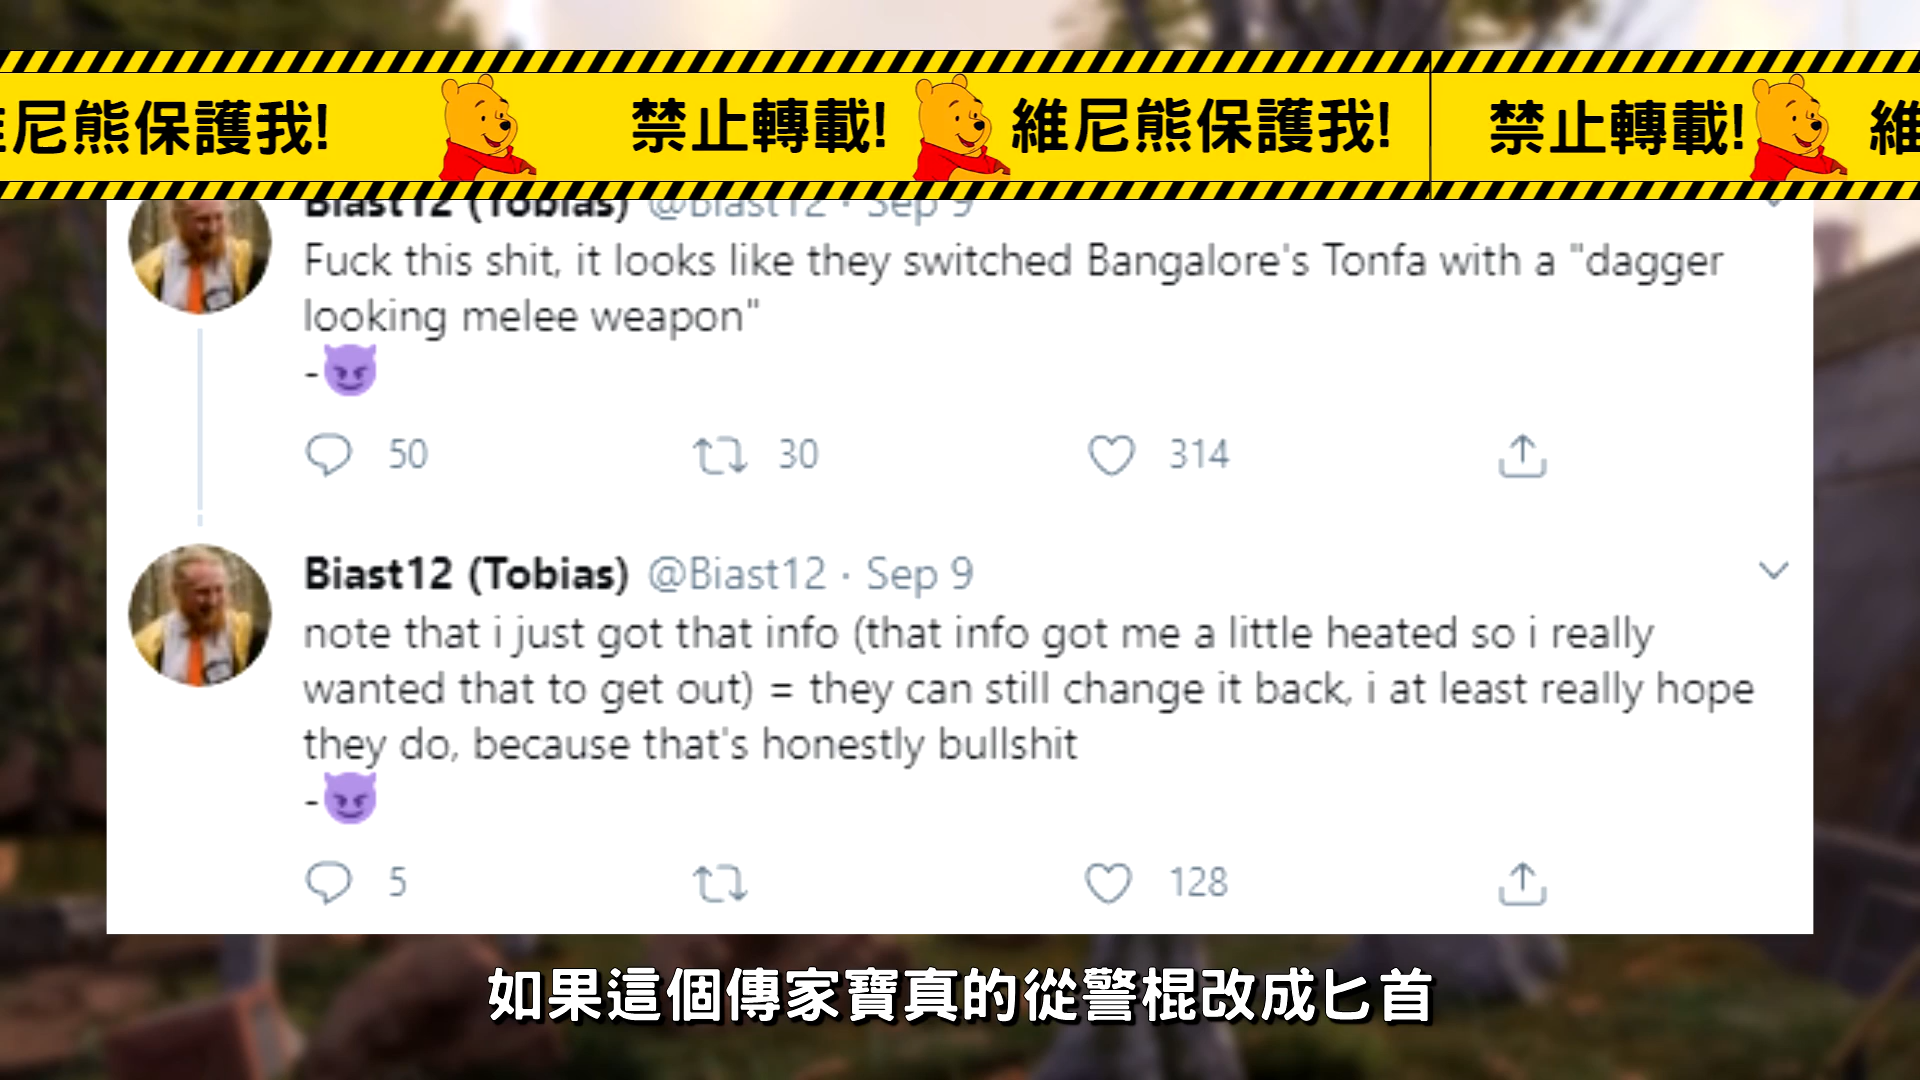 尼熊保護我!
禁止轉載!
維尼熊保護我!
禁止轉載!
維
Biast12 (Tobias) @Biast12 · Sep 9
Fuck this shit, it looks like they switched Bangalore's Tonfa with a "dagger
looking melee weapon"
-😈
50 30 314
Biast12 (Tobias) @Biast12 · Sep 9
note that i just got that info (that info got me a little heated so i really
wanted that to get out) = they can still change it back, i at least really hope
they do, because that's honestly bullshit
-😈
5 128
如果這個傳家寶真的從警棍改成匕首